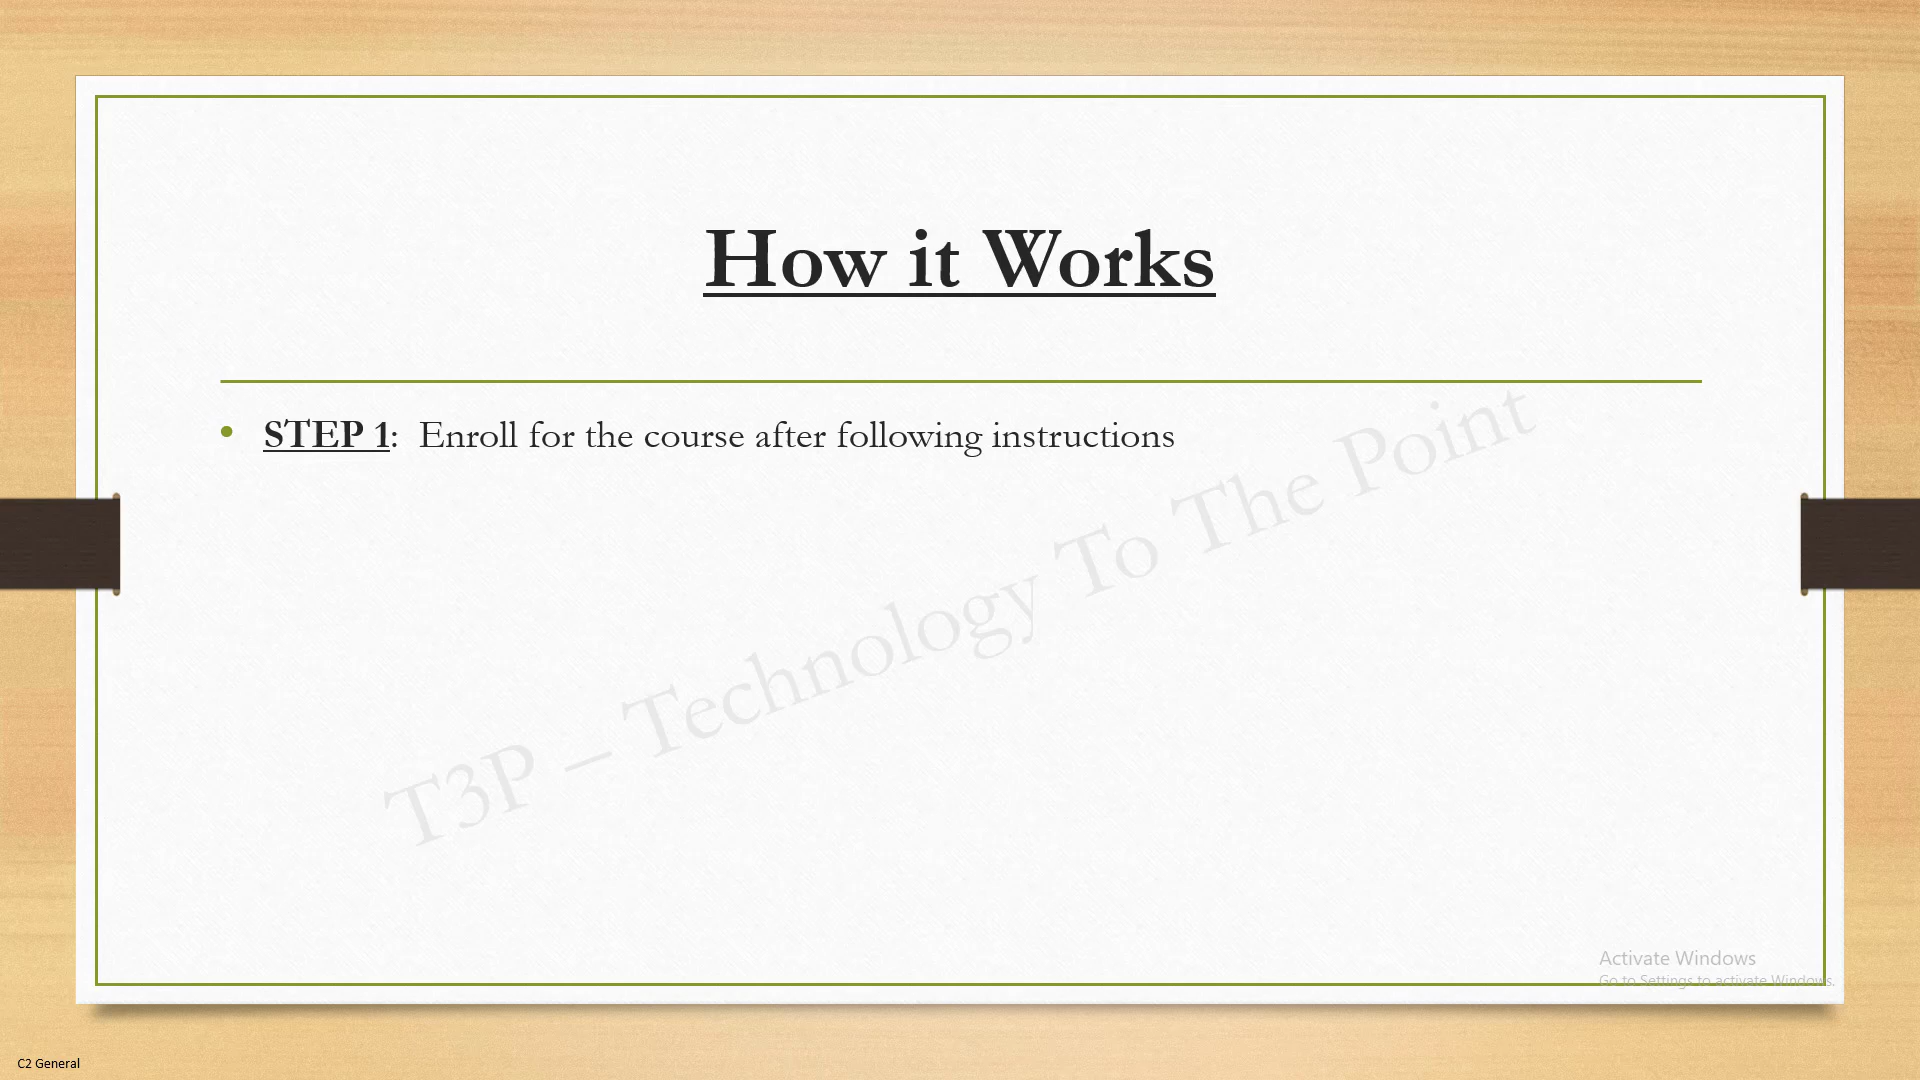 How it Works
• STEP 1:  Enroll for the course after following instructions
T3P – Technology To The Point
Activate Windows
Go to Settings to activate Windows.
C2 General